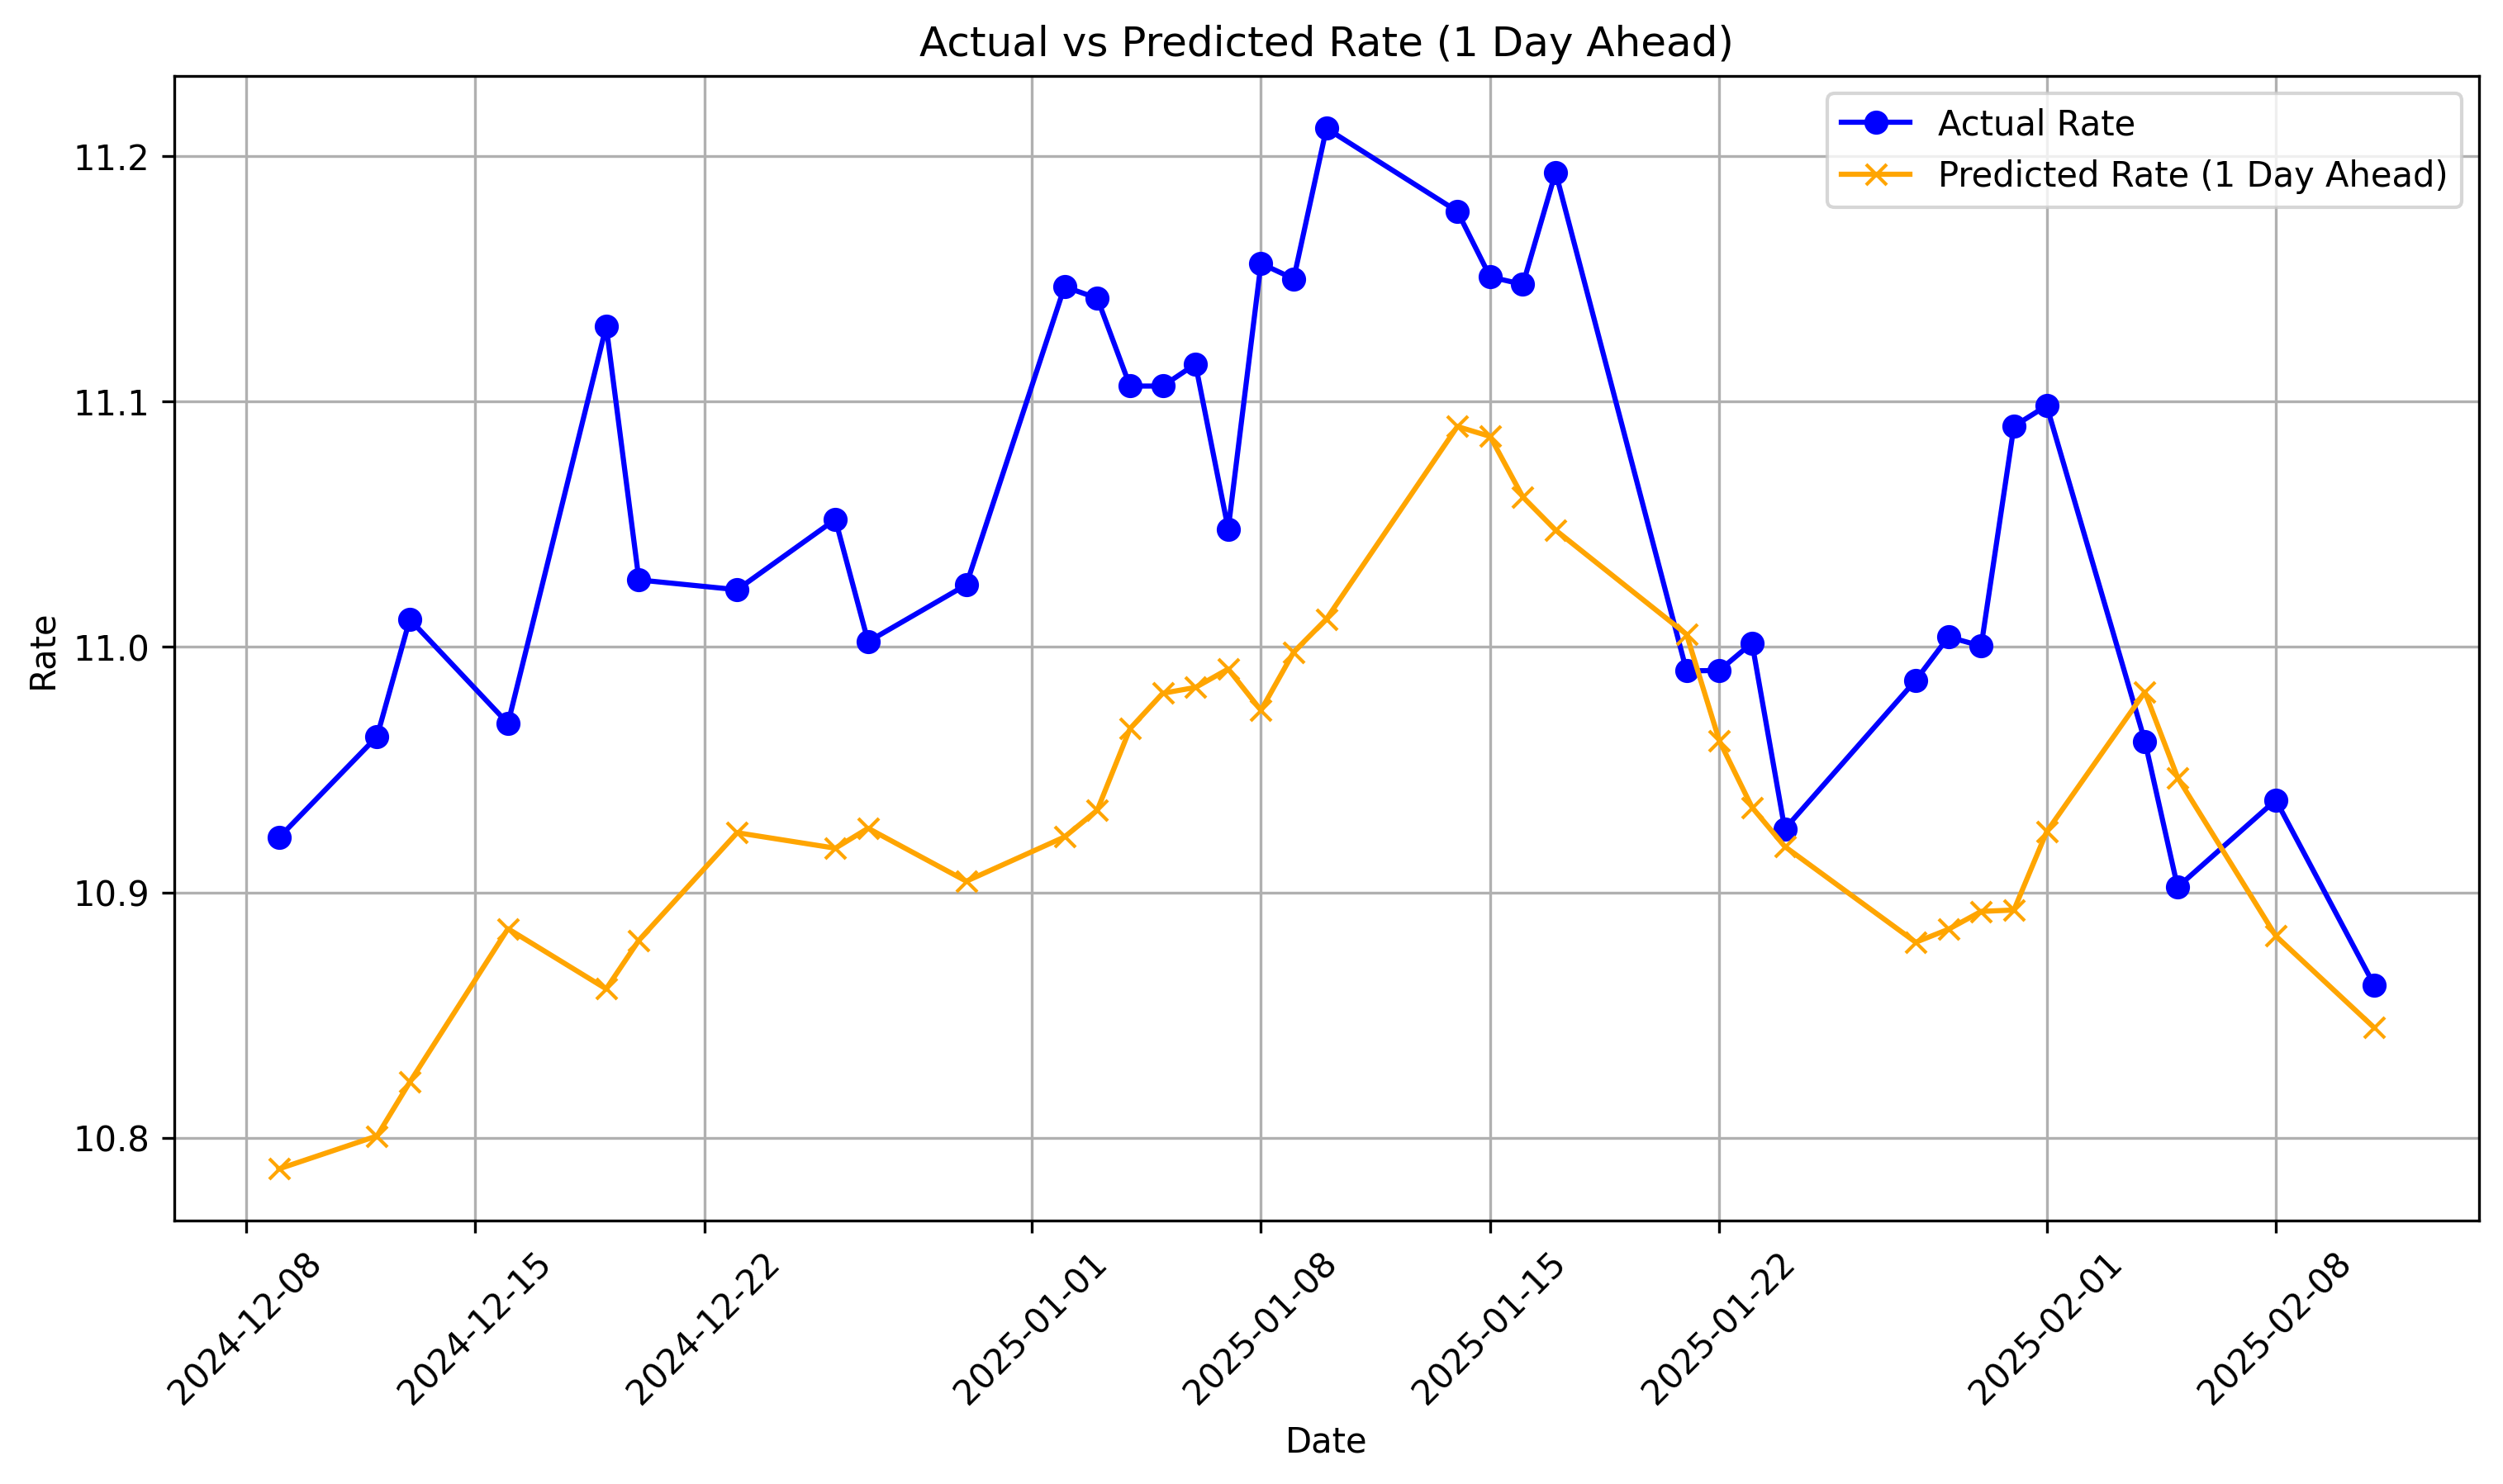 Actual vs Predicted Rate (1 Day Ahead)
Actual Rate
Predicted Rate (1 Day Ahead)
Rate
11.2
11.1
11.0
10.9
10.8
2024-12-08
2024-12-15
2024-12-22
2025-01-01
2025-01-08
2025-01-15
2025-01-22
2025-02-01
2025-02-08
Date